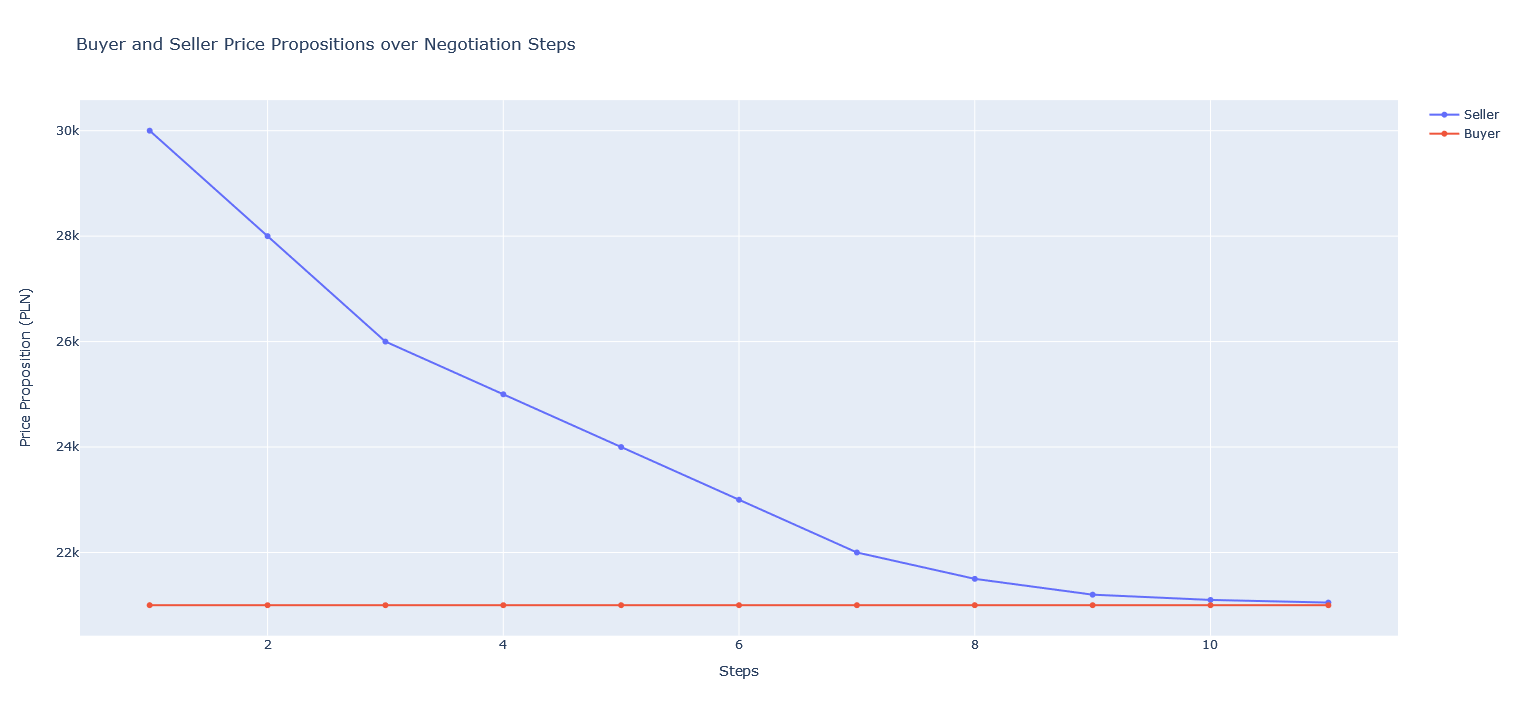 Buyer and Seller Price Propositions over Negotiation Steps
Seller
Buyer
Price Proposition (PLN)
30k
28k
26k
24k
22k
2 4 6 8 10
Steps